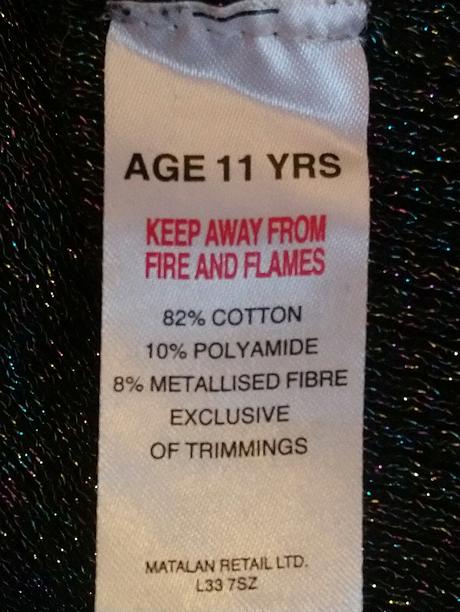 AGE 11 YRS
KEEP AWAY FROM
FIRE AND FLAMES
82% COTTON
10% POLYAMIDE
8% METALLISED FIBRE
EXCLUSIVE
OF TRIMMINGS
MATALAN RETAIL LTD.
L33 7SZ